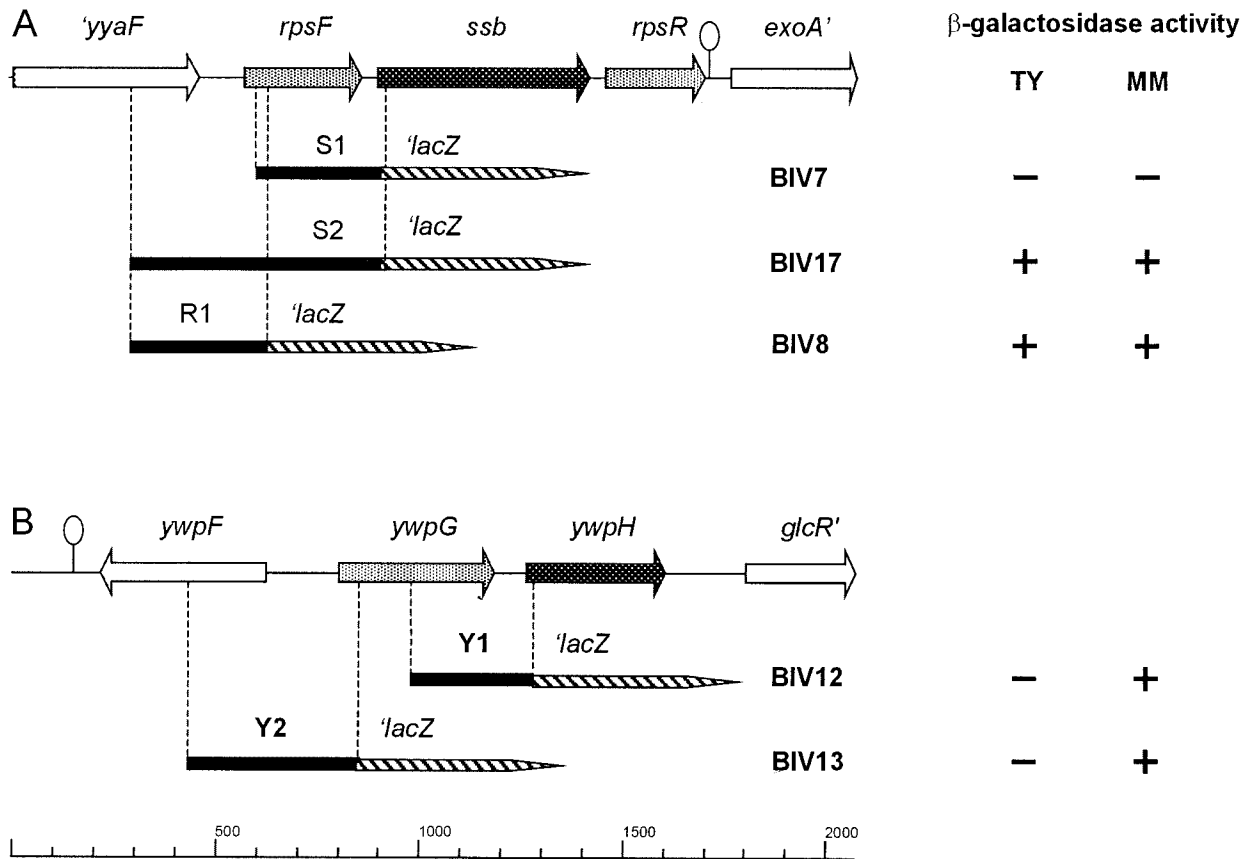 A 'yyaF rpsF ssb rpsR exoA' β-galactosidase activity
TY MM
S1 'lacZ
BIV7 – –
S2 'lacZ
BIV17 + +
R1 'lacZ
BIV8 + +
B ywpF ywpG ywpH glcR'
Y1 'lacZ
BIV12 – +
Y2 'lacZ
BIV13 – +
500 1000 1500 2000